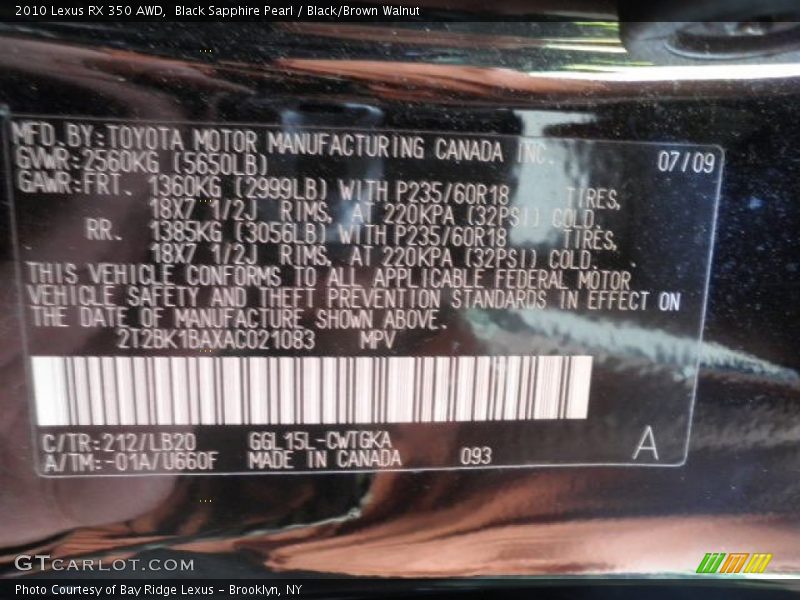 2010 Lexus RX 350 AWD, Black Sapphire Pearl / Black/Brown Walnut
MFD.BY:TOYOTA MOTOR MANUFACTURING CANADA INC. 07/09
GVWR:2560KG (5650LB)
GAWR:FRT. 1360KG (2999LB) WITH P235/60R18 TIRES,
18X7 1/2J RIMS, AT 220KPA (32PSI) COLD.
RR. 1385KG (3056LB) WITH P235/60R18 TIRES,
18X7 1/2J RIMS, AT 220KPA (32PSI) COLD.
THIS VEHICLE CONFORMS TO ALL APPLICABLE FEDERAL MOTOR
VEHICLE SAFETY AND THEFT PREVENTION STANDARDS IN EFFECT ON
THE DATE OF MANUFACTURE SHOWN ABOVE.
2T2BK1BAXAC021083 MPV
C/TR:212/LB20 GGL15L-CWTGKA
A/TM:-01A/U660F MADE IN CANADA 093 A
GTCARLOT.COM
Photo Courtesy of Bay Ridge Lexus – Brooklyn, NY